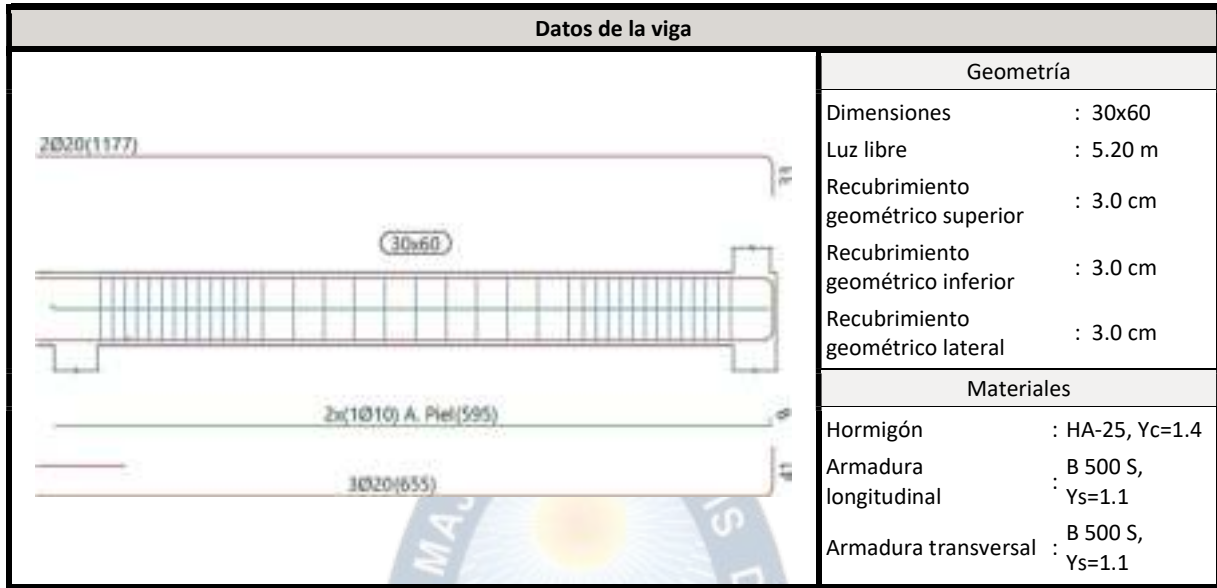 Datos de la viga
2Ø20(1177)
30x60
2x(1Ø10) A. Piel(595)
3Ø20(655)
MAJ
IS D
Geometría
Dimensiones : 30x60
Luz libre : 5.20 m
Recubrimiento
geométrico superior : 3.0 cm
Recubrimiento
geométrico inferior : 3.0 cm
Recubrimiento
geométrico lateral : 3.0 cm
Materiales
Hormigón : HA-25, Yc=1.4
Armadura
longitudinal : B 500 S,
Ys=1.1
Armadura transversal : B 500 S,
Ys=1.1